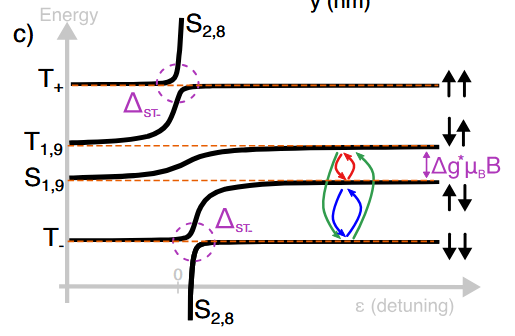 y (nm)
Energy
c)
S2,8
T+
ΔST-
T1,9
Δg*μBB
S1,9
ΔST-
T-
0
ε (detuning)
S2,8